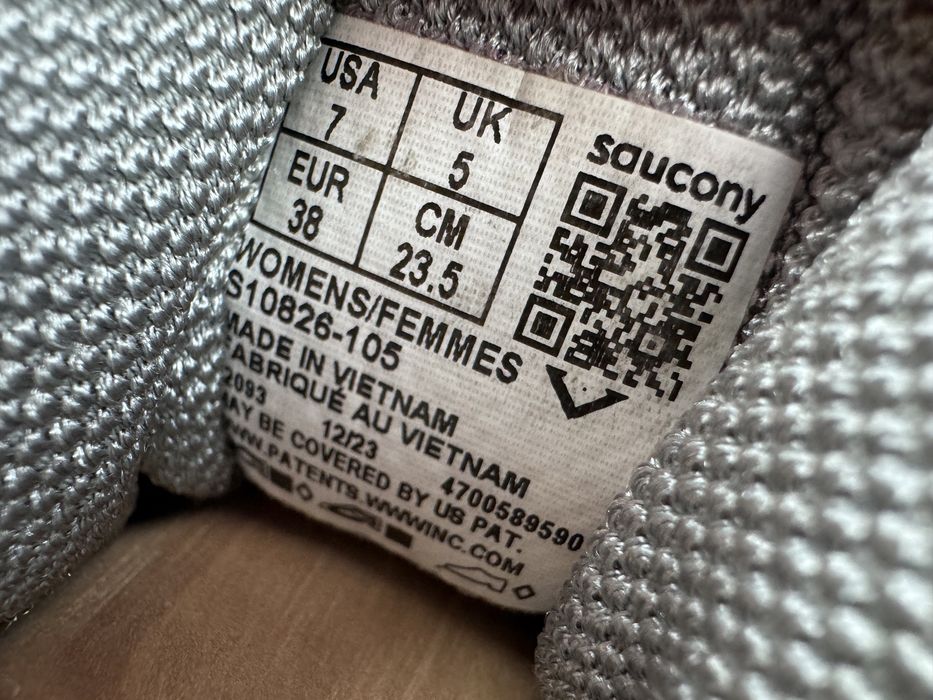 USA UK
7 5
EUR CM
38 23.5
saucony
WOMENS/FEMMES
S10826-105
MADE IN VIETNAM
FABRIQUÉ AU VIETNAM
2093 12/23 4700589590
MAY BE COVERED BY US PAT.
WWW.PATENTS.WWWINC.COM